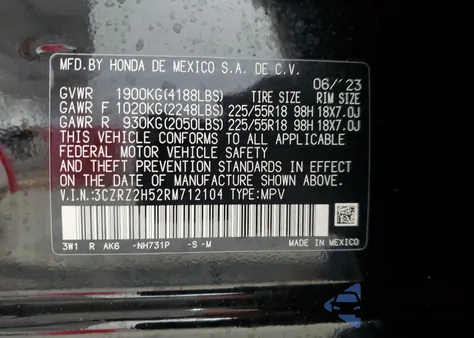 MFD. BY HONDA DE MEXICO S.A. DE C.V.
06/'23
GVWR 1900KG(4188LBS) TIRE SIZE RIM SIZE
GAWR F 1020KG(2248LBS) 225/55R18 98H 18X7.0J
GAWR R 930KG(2050LBS) 225/55R18 98H 18X7.0J
THIS VEHICLE CONFORMS TO ALL APPLICABLE
FEDERAL MOTOR VEHICLE SAFETY
AND THEFT PREVENTION STANDARDS IN EFFECT
ON THE DATE OF MANUFACTURE SHOWN ABOVE.
V.I.N.:3CZRZ2H52RM712104 TYPE:MPV
3W1 R AK6 -NH731P -S -M MADE IN MEXICO